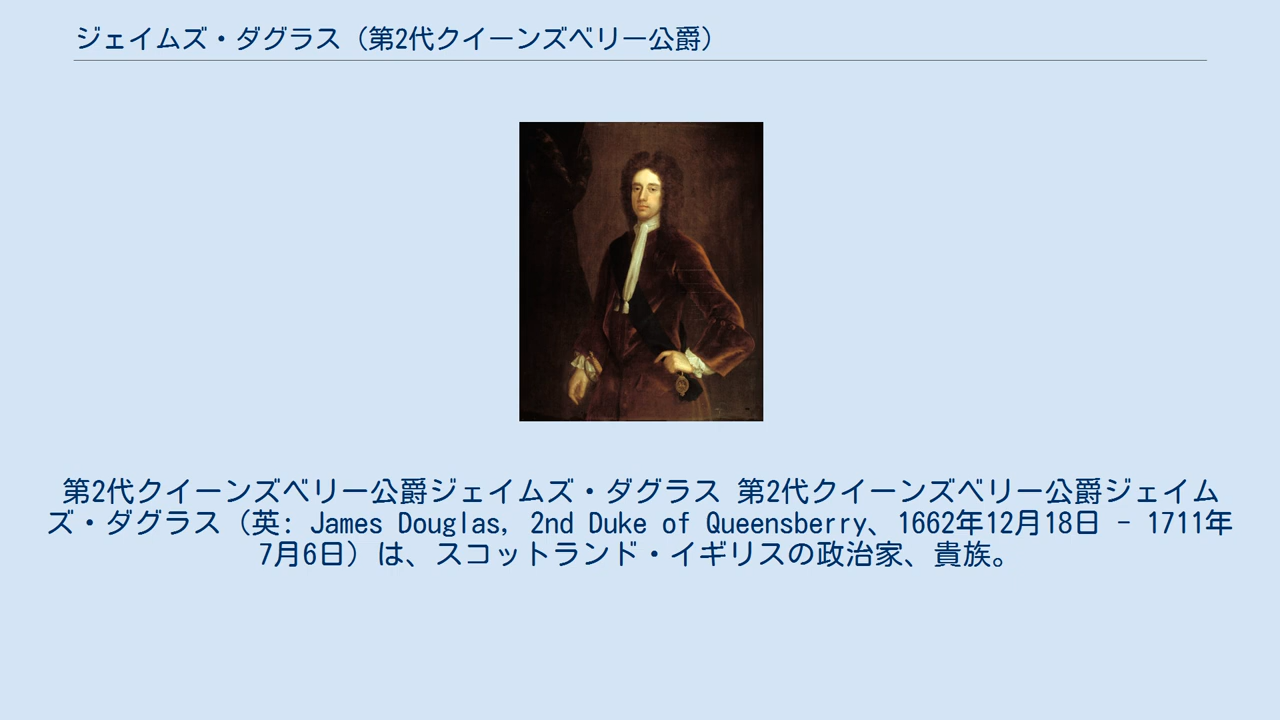 ジェイムズ・ダグラス（第2代クイーンズベリー公爵）
第2代クイーンズベリー公爵ジェイムズ・ダグラス 第2代クイーンズベリー公爵ジェイム
ズ・ダグラス（英: James Douglas, 2nd Duke of Queensberry、1662年12月18日 - 1711年
7月6日）は、スコットランド・イギリスの政治家、貴族。